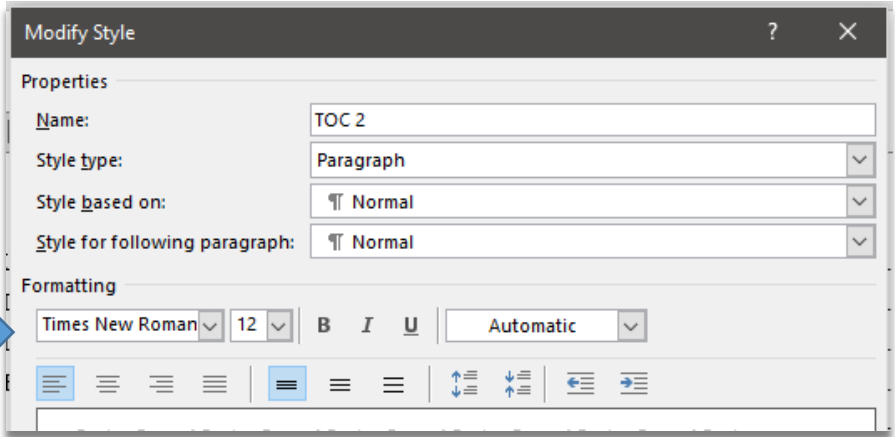 Modify Style ? ×
Properties
Name: TOC 2
Style type: Paragraph
Style based on: ¶ Normal
Style for following paragraph: ¶ Normal
Formatting
Times New Roman 12 B I U Automatic